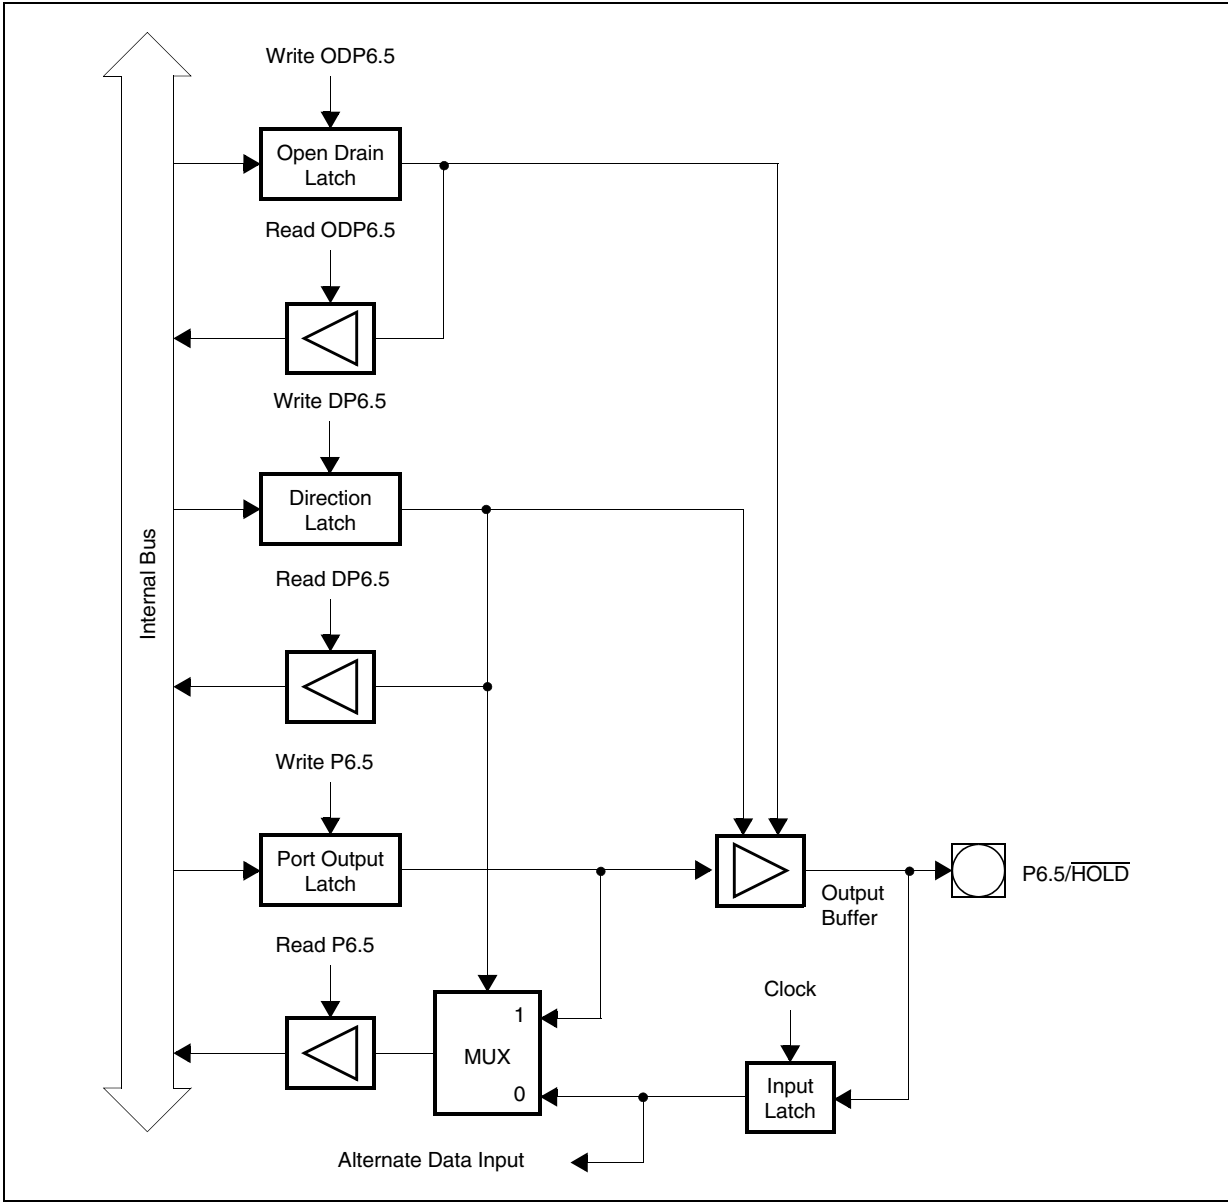 Write ODP6.5
Open Drain
Latch
Read ODP6.5
Write DP6.5
Direction
Latch
Internal Bus
Read DP6.5
Write P6.5
Port Output
Latch
P6.5/HOLD
Output
Buffer
Read P6.5
Clock
1
MUX
0
Input
Latch
Alternate Data Input